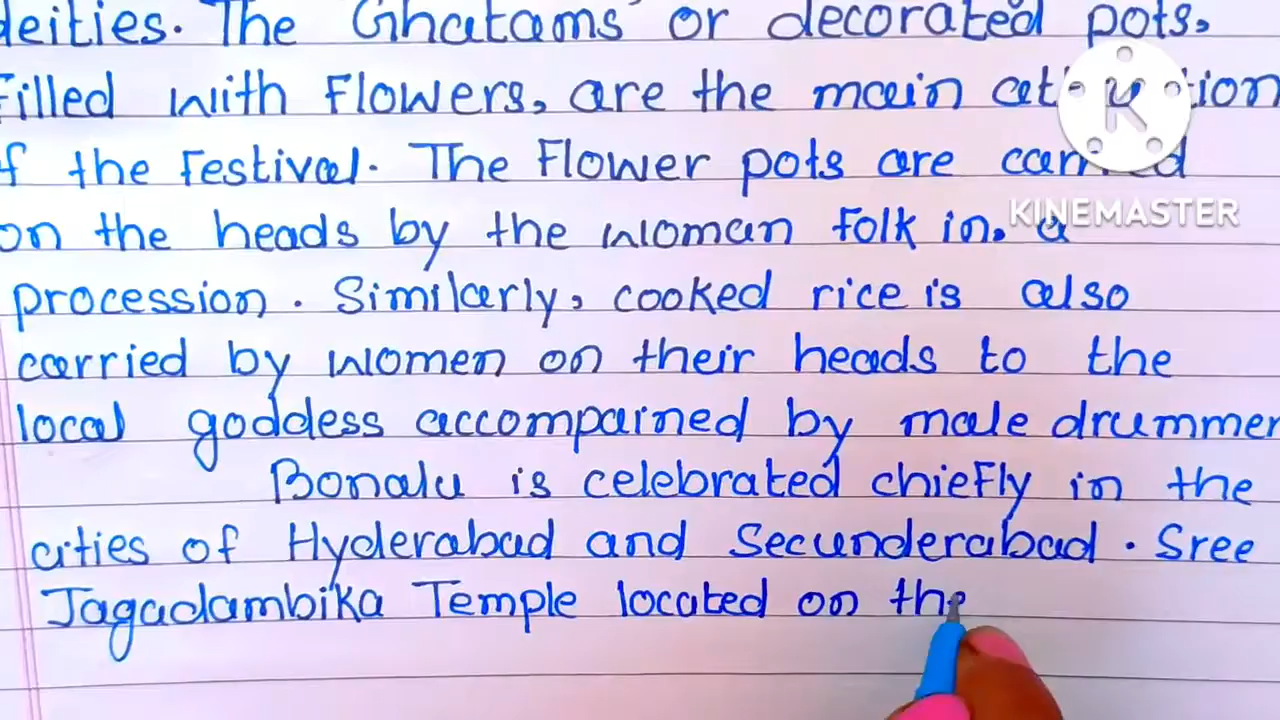 deities. The Ghatams or decorated pots,
filled with flowers, are the main
of the festival. The flower pots are carried
on the heads by the woman folk in a
KINEMASTER
procession. Similarly, cooked rice is also
carried by women on their heads to the
local goddess accompained by male drummer
Bonalu is celebrated chiefly in the
cities of Hyderabad and Secunderabad. Sree
Jagadambika Temple located on the